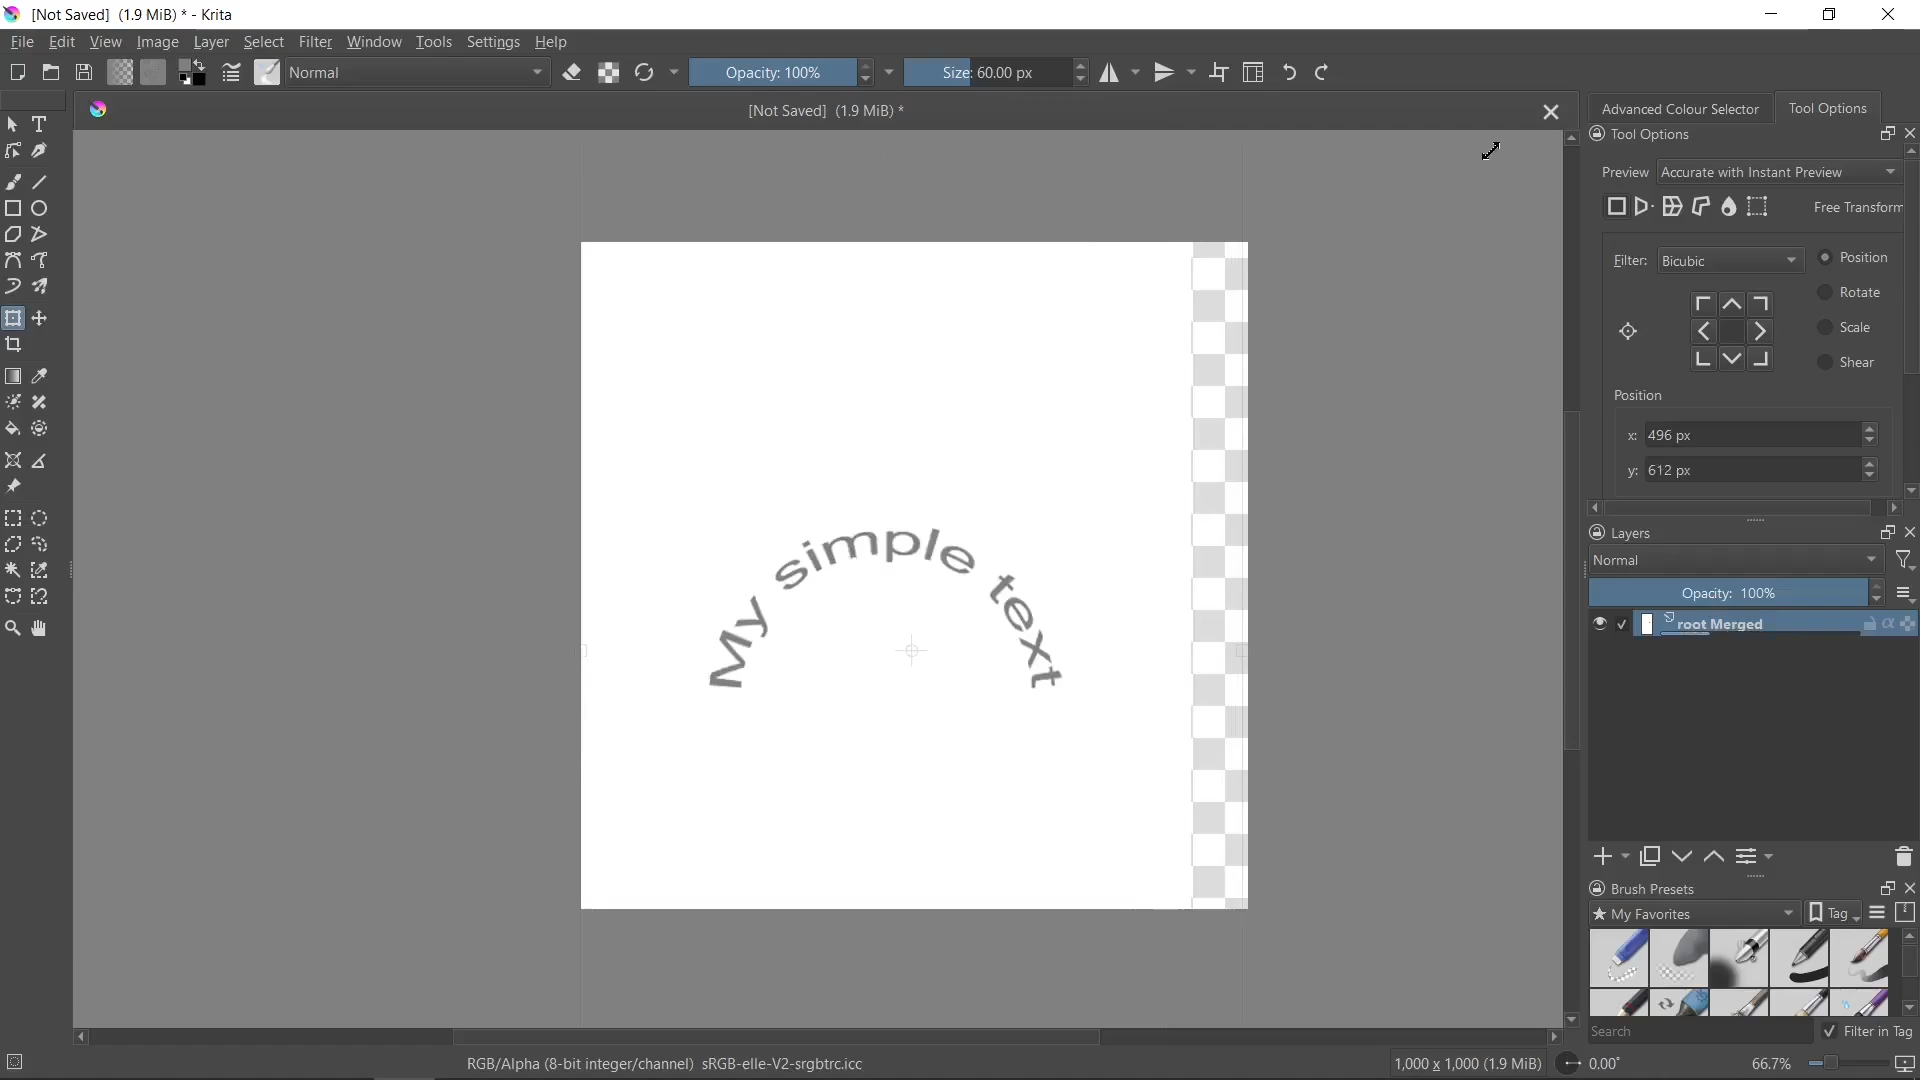 [Not Saved]  (1.9 MiB) * - Krita
File Edit View Image Layer Select Filter Window Tools Settings Help
Normal Opacity: 100% Size: 60.00 px
[Not Saved]  (1.9 MiB) *
Advanced Colour Selector Tool Options
Tool Options
Preview Accurate with Instant Preview
Free Transform
Filter: Bicubic Position
Rotate
Scale
Shear
Position
x: 496 px
y: 612 px
My simple text
Layers
Normal
Opacity: 100%
root Merged
Brush Presets
My Favorites Tag
Search Filter in Tag
RGB/Alpha (8-bit integer/channel)  sRGB-elle-V2-srgbtrc.icc 1,000 x 1,000 (1.9 MiB) 0.00° 66.7%